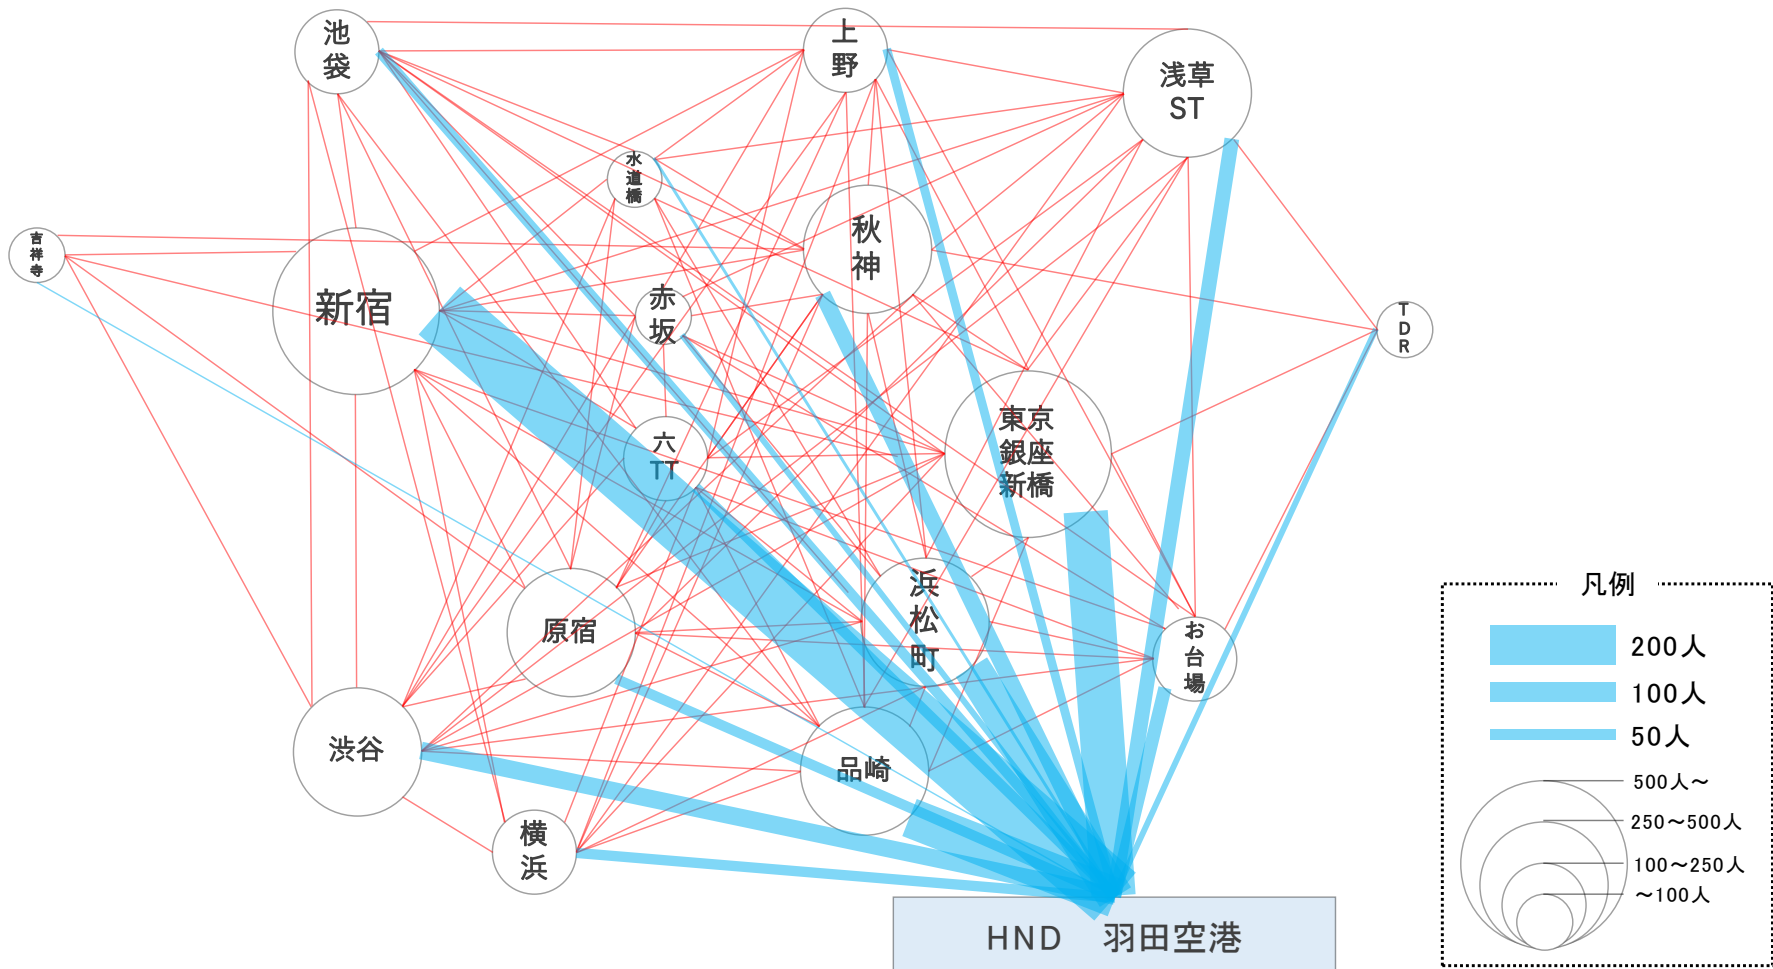 池
袋
上
野
浅草
ST
水
道
橋
吉
祥
寺
秋
神
新宿
赤
坂
T
D
R
東京
銀座
新橋
六
TT
浜
松
町
原宿
お
台
場
渋谷
品崎
横
浜
HND 羽田空港
凡例
200人
100人
50人
500人～
250～500人
100～250人
～100人